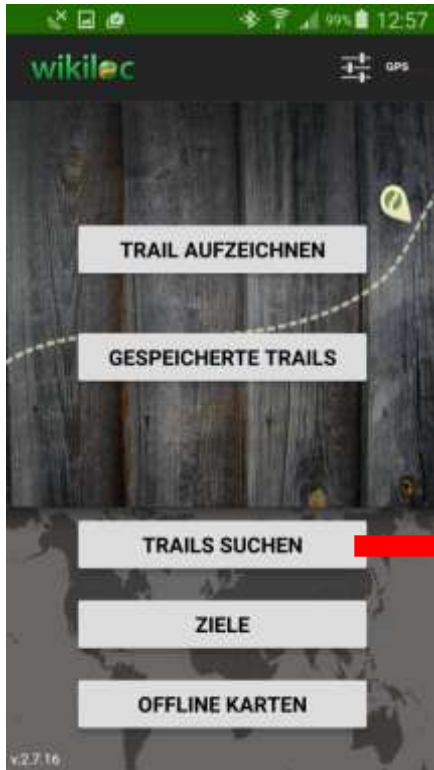 99% 12:57
wikiloc GPS
TRAIL AUFZEICHNEN
GESPEICHERTE TRAILS
TRAILS SUCHEN
ZIELE
OFFLINE KARTEN
v.2.7.16